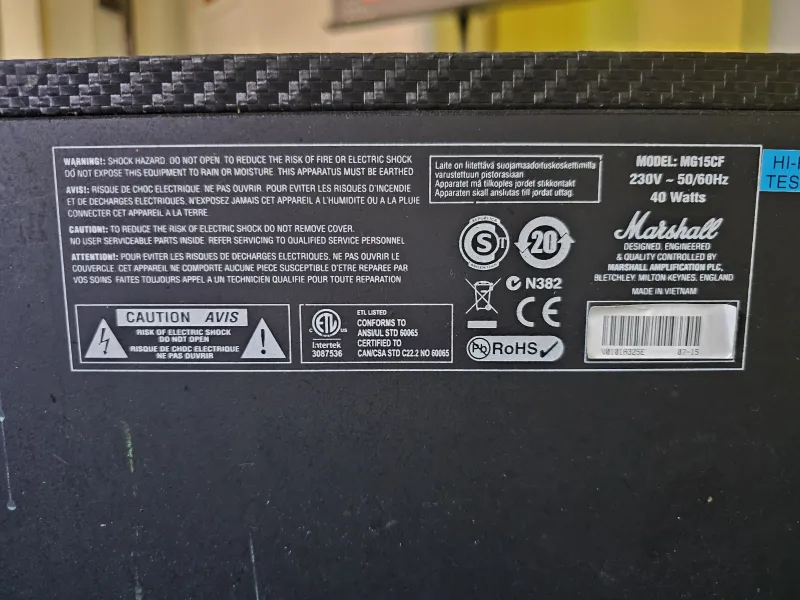 WARNING!: SHOCK HAZARD DO NOT OPEN TO REDUCE THE RISK OF FIRE OR ELECTRIC SHOCK
DO NOT EXPOSE THIS EQUIPMENT TO RAIN OR MOISTURE THIS APPARATUS MUST BE EARTHED
AVIS!: RISQUE DE CHOC ELECTRIQUE NE PAS OUVRIR POUR EVITER LES RISQUES D'INCENDIE
ET DE DECHARGES ELECTRIQUES, N'EXPOSEZ JAMAIS CET APPAREIL A L'HUMIDITE OU A LA PLUIE
CONNECTER CET APPAREIL A LA TERRE
CAUTION!: TO REDUCE THE RISK OF ELECTRIC SHOCK DO NOT REMOVE COVER.
NO USER SERVICEABLE PARTS INSIDE. REFER SERVICING TO QUALIFIED SERVICE PERSONNEL
ATTENTION!: POUR EVITER LES RISQUES DE DECHARGES ELECTRIQUES, NE PAS OUVRIR LE
COUVERCLE. CET APPAREIL NE COMPORTE AUCUNE PIECE SUSCEPTIBLE D'ETRE REPAREE PAR
VOS SOINS FAITES TOUJOURS APPEL A UN TECHNICIEN QUALIFIE POUR TOUTE REPARATION
CAUTION AVIS
RISK OF ELECTRIC SHOCK
DO NOT OPEN
RISQUE DE CHOC ELECTRIQUE
NE PAS OUVRIR
ETL LISTED
CONFORMS TO
ANSI/UL STD 60065
CERTIFIED TO
CAN/CSA STD C22.2 NO 60065
C ETL US
Intertek
3087536
Laite on liitettävä suojamaadoituskoskettimilla
varustettuun pistorasiaan
Apparatet må tilkoples jordet stikkontakt
Apparaten skall anslutas till jordat uttag.
S
20
N382
CE
Pb RoHS
MODEL: MG15CF
230V ~ 50/60Hz
40 Watts
Marshall
DESIGNED, ENGINEERED
& QUALITY CONTROLLED BY
MARSHALL AMPLIFICATION PLC,
BLETCHLEY, MILTON KEYNES. ENGLAND
MADE IN VIETNAM
07-15
HI-
TES